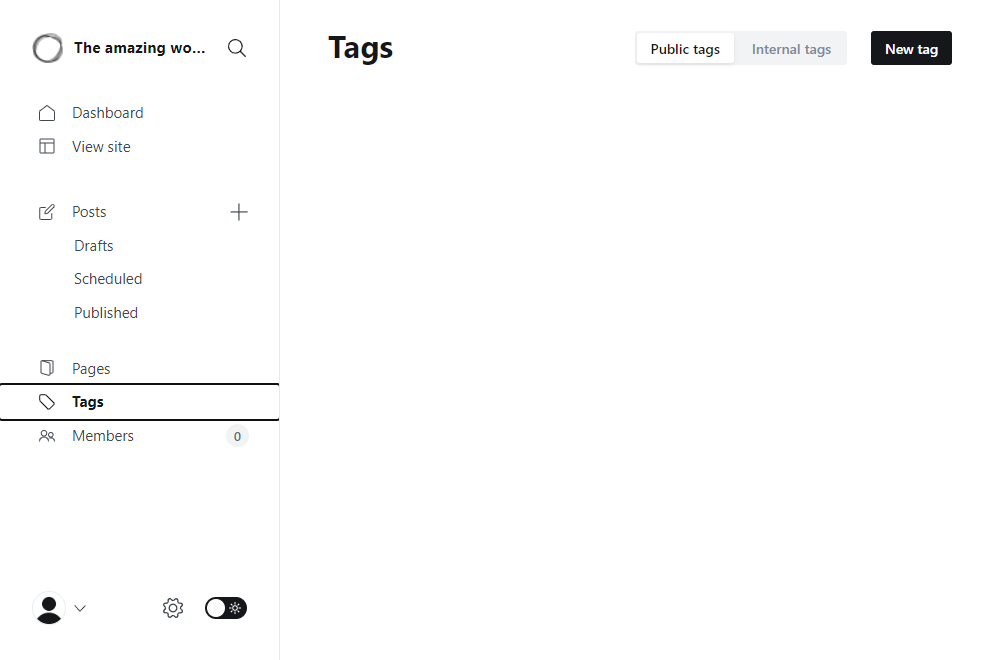 The amazing wo...
Dashboard
View site
Posts
Drafts
Scheduled
Published
Pages
Tags
Members
0
Tags
Public tags
Internal tags
New tag